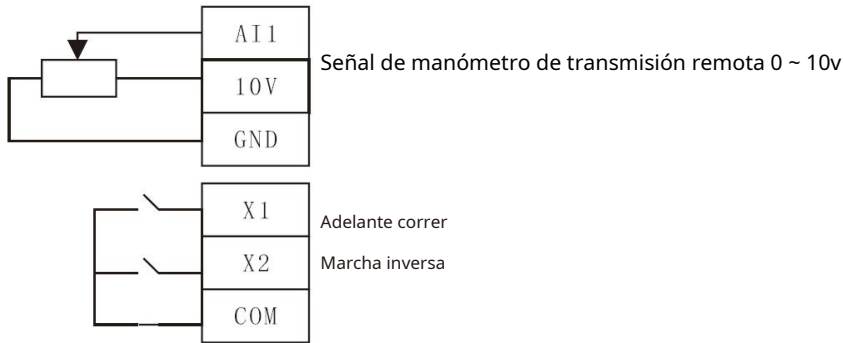 AI1
Señal de manómetro de transmisión remota 0 ~ 10v
10V
GND
X1
Adelante correr
X2
Marcha inversa
COM